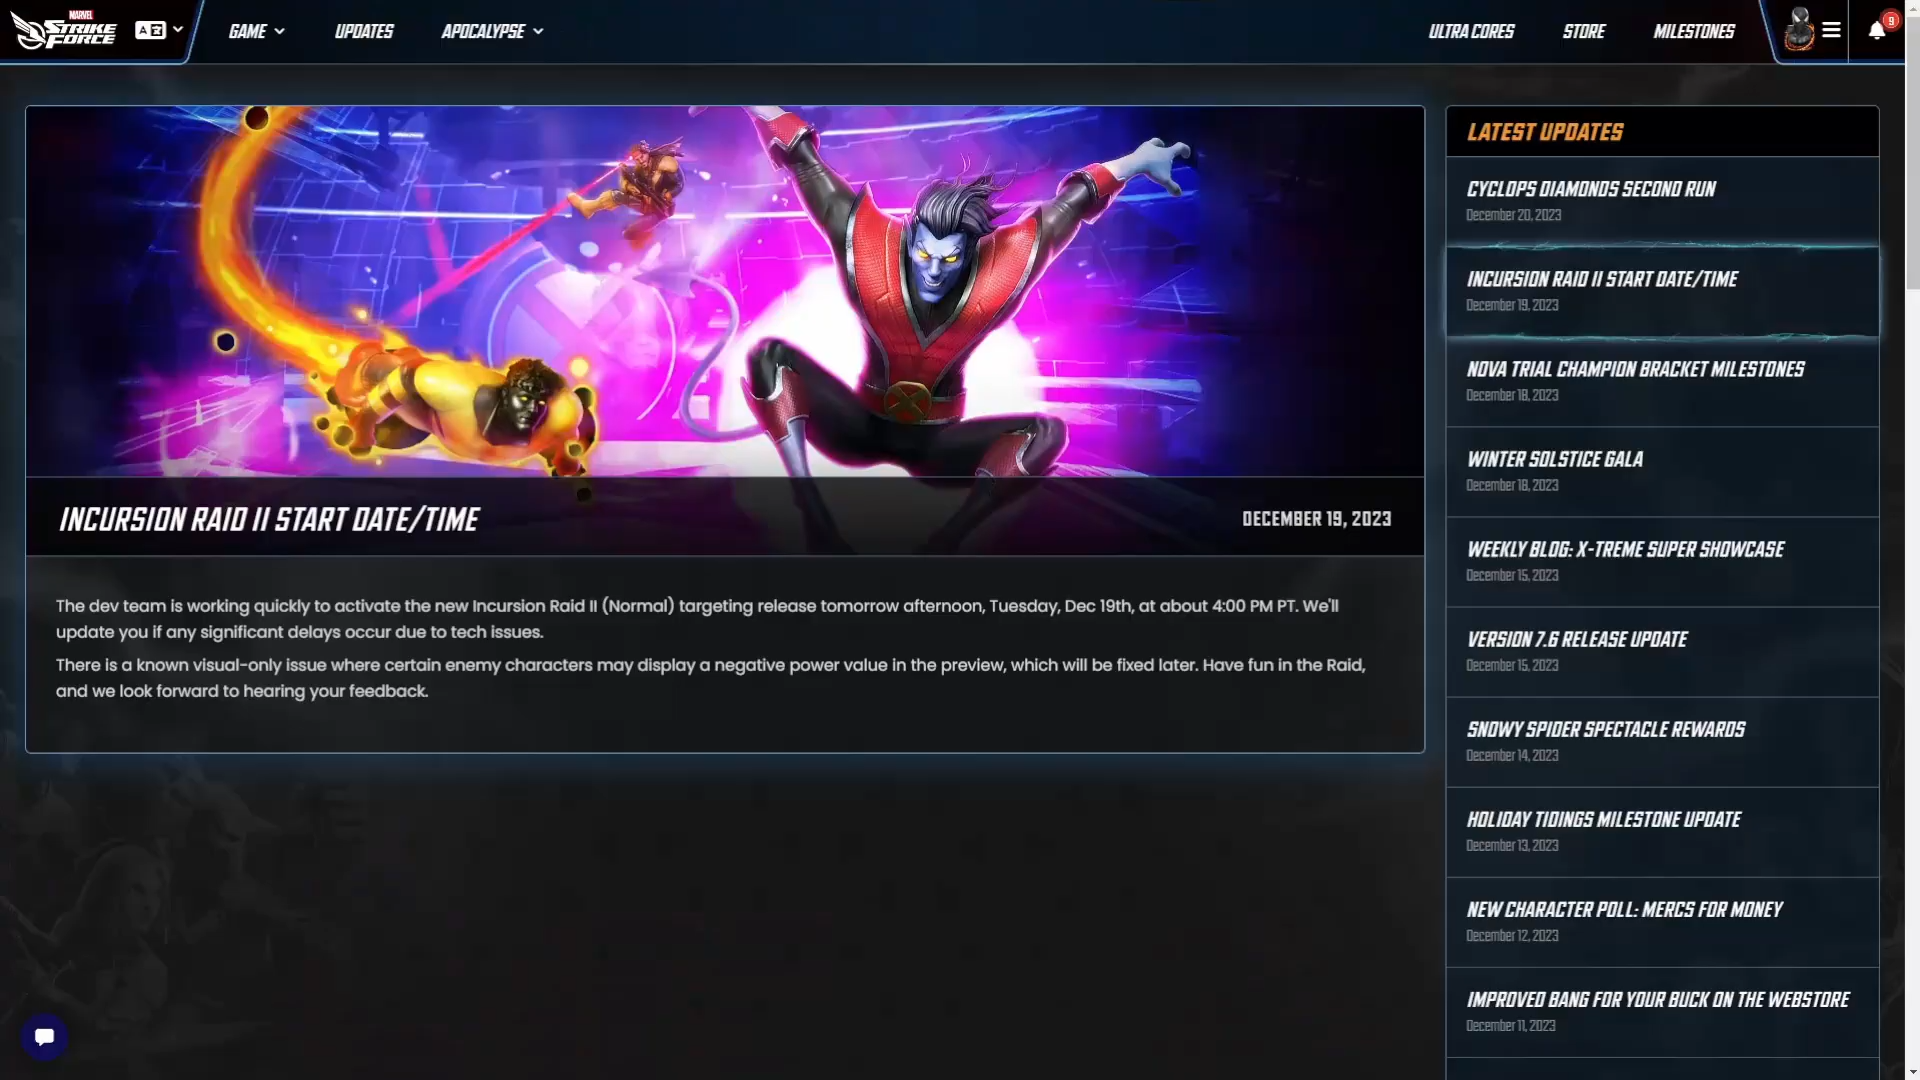 MARVEL
STRIKE
FORCE
GAME
UPDATES
APOCALYPSE
ULTRA CORES
STORE
MILESTONES
9
INCURSION RAID II START DATE/TIME
DECEMBER 19, 2023
The dev team is working quickly to activate the new Incursion Raid II (Normal) targeting release tomorrow afternoon, Tuesday, Dec 19th, at about 4:00 PM PT. We'll
update you if any significant delays occur due to tech issues.
There is a known visual-only issue where certain enemy characters may display a negative power value in the preview, which will be fixed later. Have fun in the Raid,
and we look forward to hearing your feedback.
LATEST UPDATES
CYCLOPS DIAMONDS SECOND RUN
December 20, 2023
INCURSION RAID II START DATE/TIME
December 19, 2023
NOVA TRIAL CHAMPION BRACKET MILESTONES
December 18, 2023
WINTER SOLSTICE GALA
December 18, 2023
WEEKLY BLOG: X-TREME SUPER SHOWCASE
December 15, 2023
VERSION 7.6 RELEASE UPDATE
December 15, 2023
SNOWY SPIDER SPECTACLE REWARDS
December 14, 2023
HOLIDAY TIDINGS MILESTONE UPDATE
December 13, 2023
NEW CHARACTER POLL: MERCS FOR MONEY
December 12, 2023
IMPROVED BANG FOR YOUR BUCK ON THE WEBSTORE
December 11, 2023